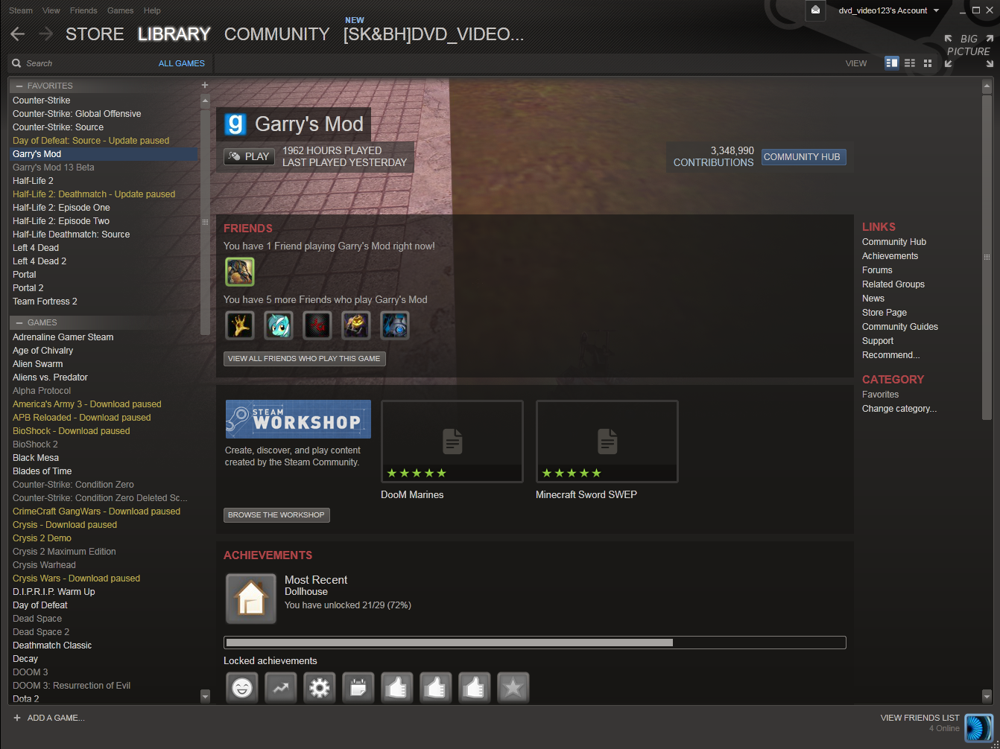 Steam View Friends Games Help
dvd_video123's Account
NEW
STORE LIBRARY COMMUNITY [SK&BH]DVD_VIDEO...
BIG
PICTURE
Search ALL GAMES
VIEW
FAVORITES
Counter-Strike
Counter-Strike: Global Offensive
Counter-Strike: Source
Day of Defeat: Source - Update paused
Garry's Mod
Garry's Mod 13 Beta
Half-Life 2
Half-Life 2: Deathmatch - Update paused
Half-Life 2: Episode One
Half-Life 2: Episode Two
Half-Life Deathmatch: Source
Left 4 Dead
Left 4 Dead 2
Portal
Portal 2
Team Fortress 2
GAMES
Adrenaline Gamer Steam
Age of Chivalry
Alien Swarm
Aliens vs. Predator
Alpha Protocol
America's Army 3 - Download paused
APB Reloaded - Download paused
BioShock - Download paused
BioShock 2
Black Mesa
Blades of Time
Counter-Strike: Condition Zero
Counter-Strike: Condition Zero Deleted Sc...
CrimeCraft GangWars - Download paused
Crysis - Download paused
Crysis 2 Demo
Crysis 2 Maximum Edition
Crysis Warhead
Crysis Wars - Download paused
D.I.P.R.I.P. Warm Up
Day of Defeat
Dead Space
Dead Space 2
Deathmatch Classic
Decay
DOOM 3
DOOM 3: Resurrection of Evil
Dota 2
g Garry's Mod
PLAY
1962 HOURS PLAYED
LAST PLAYED YESTERDAY
3,348,990
CONTRIBUTIONS
COMMUNITY HUB
FRIENDS
You have 1 Friend playing Garry's Mod right now!
You have 5 more Friends who play Garry's Mod
VIEW ALL FRIENDS WHO PLAY THIS GAME
STEAM
WORKSHOP
Create, discover, and play content
created by the Steam Community.
BROWSE THE WORKSHOP
DooM Marines
Minecraft Sword SWEP
ACHIEVEMENTS
Most Recent
Dollhouse
You have unlocked 21/29 (72%)
Locked achievements
LINKS
Community Hub
Achievements
Forums
Related Groups
News
Store Page
Community Guides
Support
Recommend...
CATEGORY
Favorites
Change category...
ADD A GAME...
VIEW FRIENDS LIST
4 Online